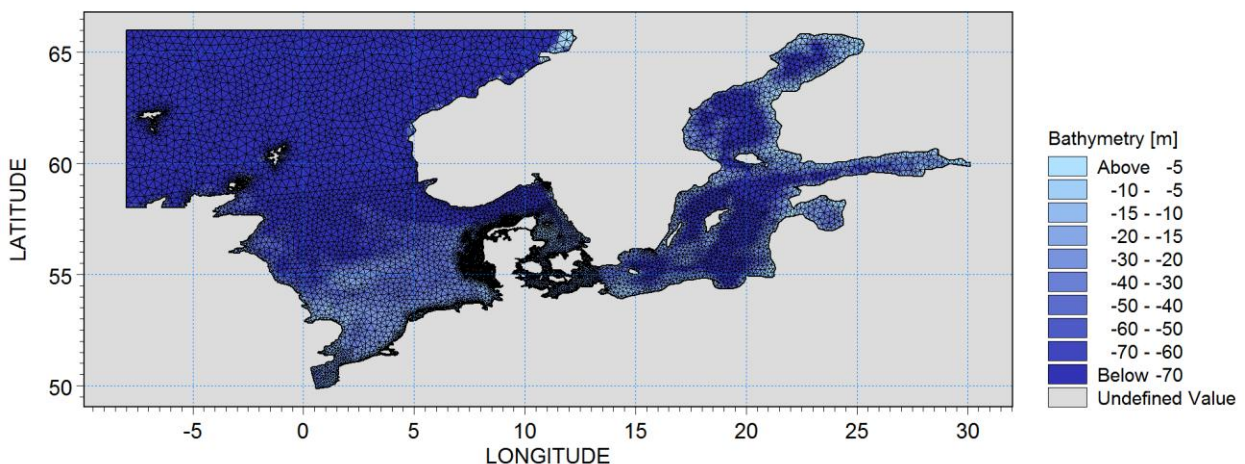 65
60
55
50
LATITUDE
-5
0
5
10
15
20
25
30
LONGITUDE
Bathymetry [m]
Above -5
-10 - -5
-15 - -10
-20 - -15
-30 - -20
-40 - -30
-50 - -40
-60 - -50
-70 - -60
Below -70
Undefined Value